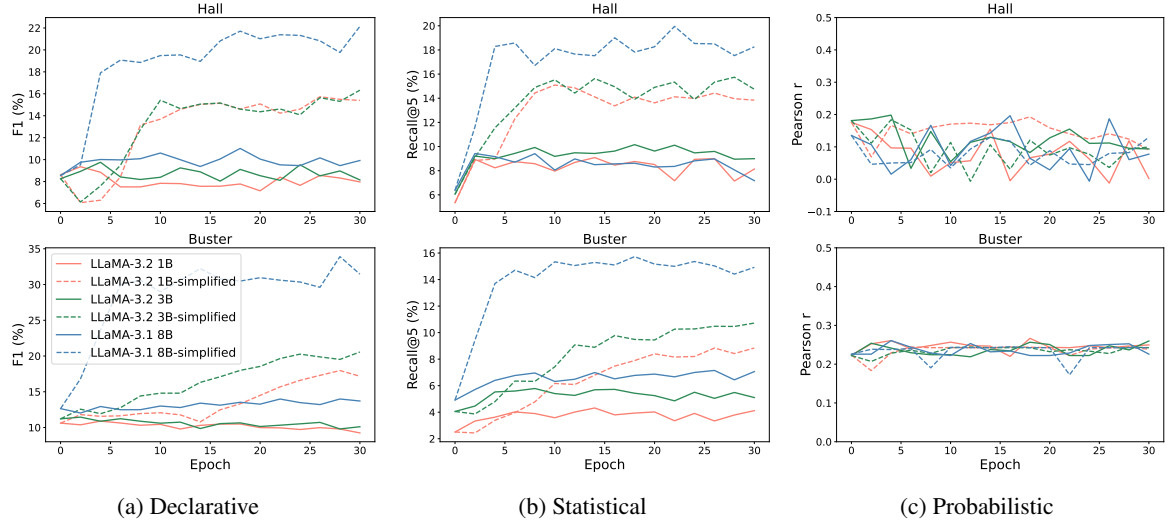 Hall
22
20
18
16
14
12
10
8
6
F1 (%)
0 5 10 15 20 25 30
Hall
20
18
16
14
12
10
8
6
Recall@5 (%)
0 5 10 15 20 25 30
Hall
0.5
0.4
0.3
0.2
0.1
0.0
−0.1
Pearson r
0 5 10 15 20 25 30
Buster
35
30
25
20
15
10
F1 (%)
LLaMA-3.2 1B
LLaMA-3.2 1B-simplified
LLaMA-3.2 3B
LLaMA-3.2 3B-simplified
LLaMA-3.1 8B
LLaMA-3.1 8B-simplified
0 5 10 15 20 25 30
Epoch
Buster
16
14
12
10
8
6
4
2
Recall@5 (%)
0 5 10 15 20 25 30
Epoch
Buster
0.5
0.4
0.3
0.2
0.1
0.0
Pearson r
0 5 10 15 20 25 30
Epoch
(a) Declarative
(b) Statistical
(c) Probabilistic